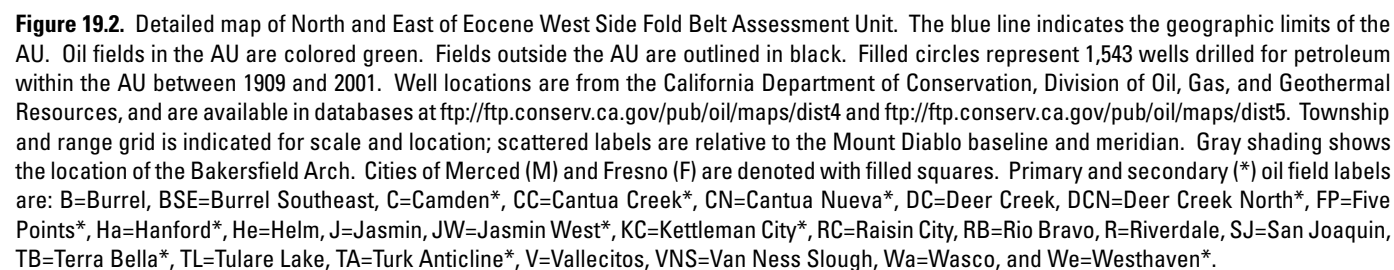 Figure 19.2. Detailed map of North and East of Eocene West Side Fold Belt Assessment Unit. The blue line indicates the geographic limits of the
AU. Oil fields in the AU are colored green. Fields outside the AU are outlined in black. Filled circles represent 1,543 wells drilled for petroleum
within the AU between 1909 and 2001. Well locations are from the California Department of Conservation, Division of Oil, Gas, and Geothermal
Resources, and are available in databases at ftp://ftp.conserv.ca.gov/pub/oil/maps/dist4 and ftp://ftp.conserv.ca.gov/pub/oil/maps/dist5. Township
and range grid is indicated for scale and location; scattered labels are relative to the Mount Diablo baseline and meridian. Gray shading shows
the location of the Bakersfield Arch. Cities of Merced (M) and Fresno (F) are denoted with filled squares. Primary and secondary (*) oil field labels
are: B=Burrel, BSE=Burrel Southeast, C=Camden*, CC=Cantua Creek*, CN=Cantua Nueva*, DC=Deer Creek, DCN=Deer Creek North*, FP=Five
Points*, Ha=Hanford*, He=Helm, J=Jasmin, JW=Jasmin West*, KC=Kettleman City*, RC=Raisin City, RB=Rio Bravo, R=Riverdale, SJ=San Joaquin,
TB=Terra Bella*, TL=Tulare Lake, TA=Turk Anticline*, V=Vallecitos, VNS=Van Ness Slough, Wa=Wasco, and We=Westhaven*.